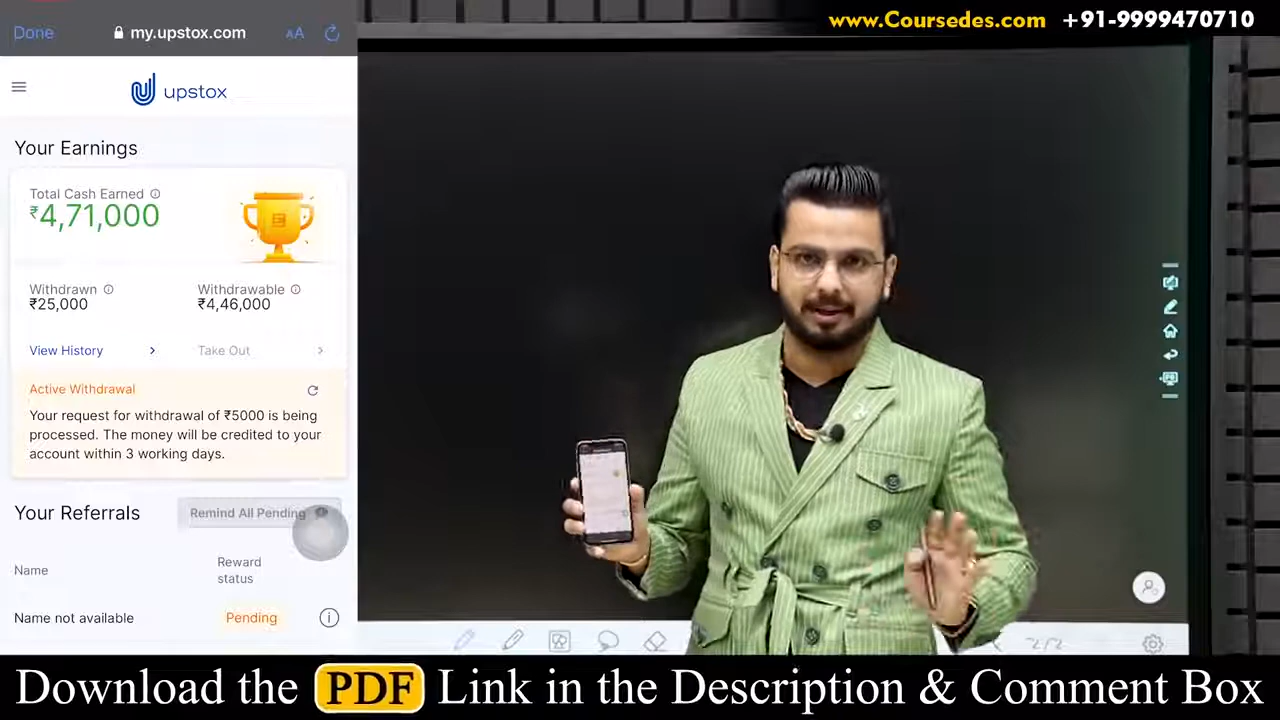 www.Coursedes.com +91-9999470710
Done my.upstox.com AA
upstox
Your Earnings
Total Cash Earned
₹4,71,000
Withdrawn Withdrawable
₹25,000 ₹4,46,000
View History Take Out
Active Withdrawal
Your request for withdrawal of ₹5000 is being
processed. The money will be credited to your
account within 3 working days.
Your Referrals Remind All Pending
Name Reward
status
Name not available Pending
2/2
Download the PDF Link in the Description & Comment Box